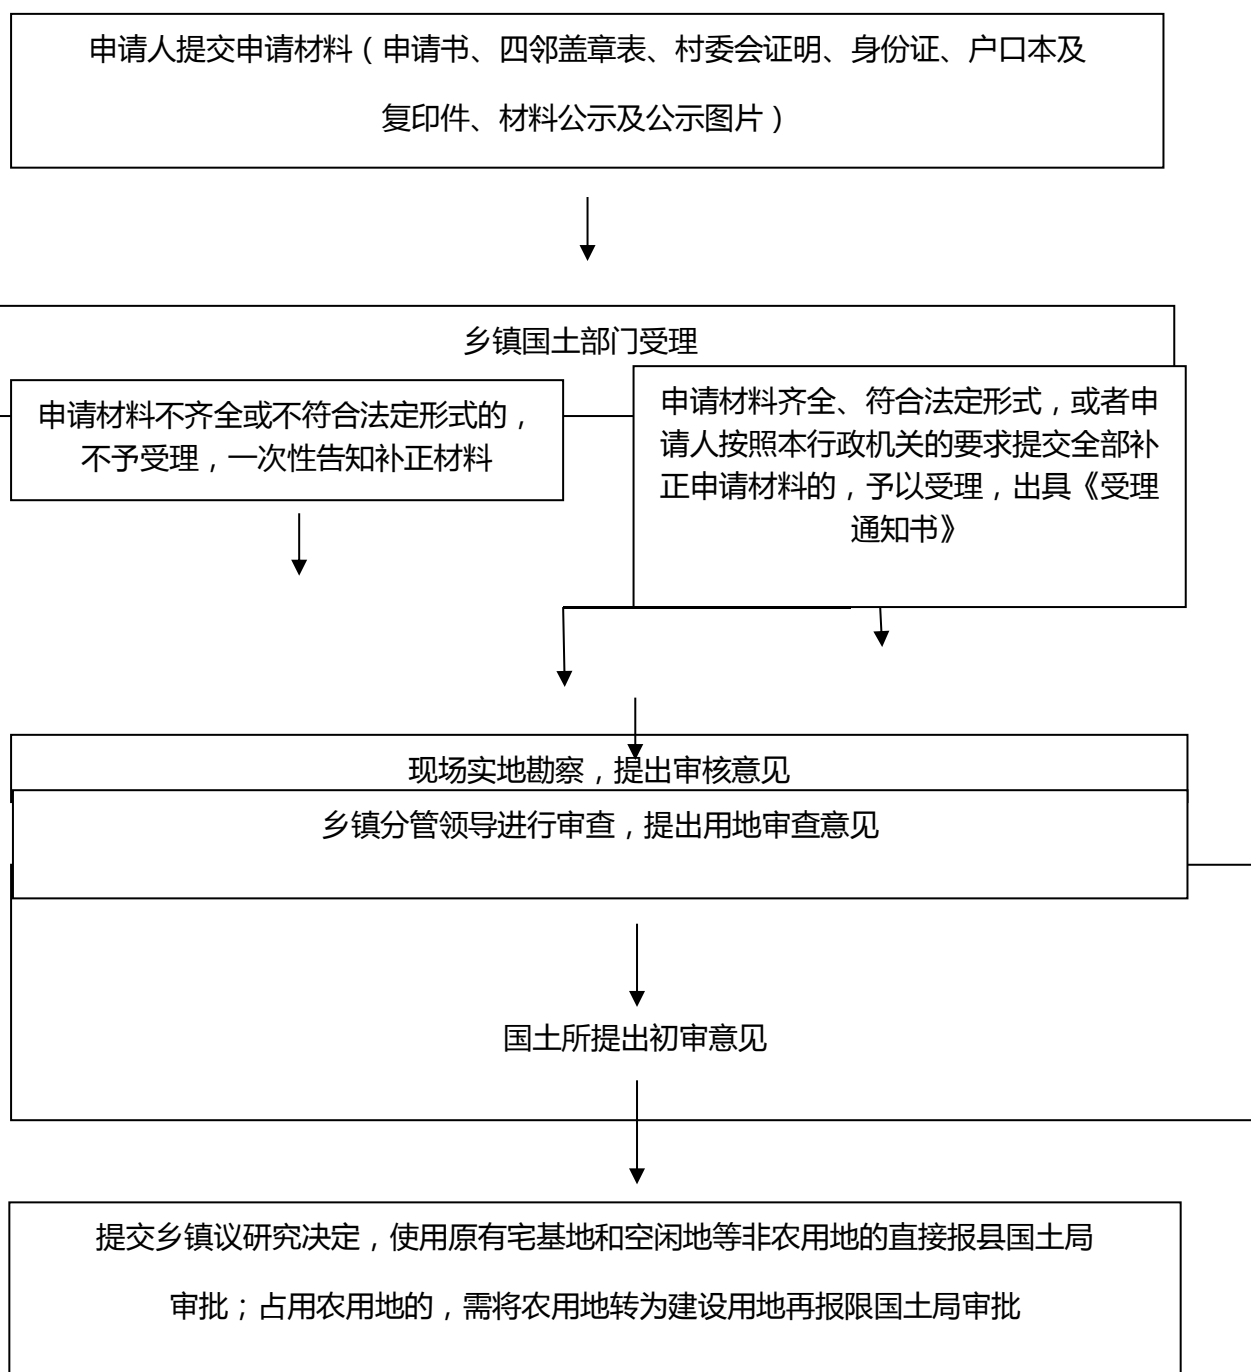 申请人提交申请材料（申请书、四邻盖章表、村委会证明、身份证、户口本及
复印件、材料公示及公示图片）
乡镇国土部门受理
申请材料不齐全或不符合法定形式的，
不予受理，一次性告知补正材料
申请材料齐全、符合法定形式，或者申
请人按照本行政机关的要求提交全部补
正申请材料的，予以受理，出具《受理
通知书》
现场实地勘察，提出审核意见
乡镇分管领导进行审查，提出用地审查意见
国土所提出初审意见
提交乡镇议研究决定，使用原有宅基地和空闲地等非农用地的直接报县国土局
审批；占用农用地的，需将农用地转为建设用地再报限国土局审批